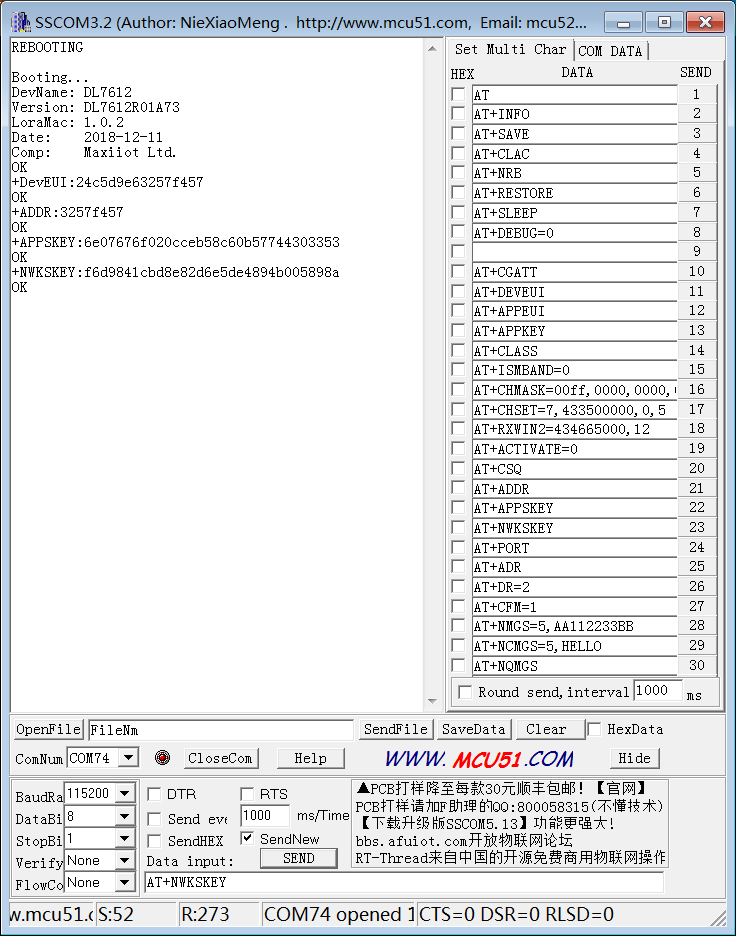 SSCOM3.2 (Author: NieXiaoMeng .  http://www.mcu51.com,  Email: mcu52...
REBOOTING
Booting...
DevName: DL7612
Version: DL7612R01A73
LoraMac: 1.0.2
Date:    2018-12-11
Comp:    Maxiiot Ltd.
OK
+DevEUI:24c5d9e63257f457
OK
+ADDR:3257f457
OK
+APPSKEY:6e07676f020cceb58c60b57744303353
OK
+NWKSKEY:f6d9841cbd8e82d6e5de4894b005898a
OK
Set Multi Char COM DATA
HEX DATA SEND
AT 1
AT+INFO 2
AT+SAVE 3
AT+CLAC 4
AT+NRB 5
AT+RESTORE 6
AT+SLEEP 7
AT+DEBUG=0 8
9
AT+CGATT 10
AT+DEVEUI 11
AT+APPEUI 12
AT+APPKEY 13
AT+CLASS 14
AT+ISMBAND=0 15
AT+CHMASK=00ff,0000,0000, 16
AT+CHSET=7,433500000,0,5 17
AT+RXWIN2=434665000,12 18
AT+ACTIVATE=0 19
AT+CSQ 20
AT+ADDR 21
AT+APPSKEY 22
AT+NWKSKEY 23
AT+PORT 24
AT+ADR 25
AT+DR=2 26
AT+CFM=1 27
AT+NMGS=5,AA112233BB 28
AT+NCMGS=5,HELLO 29
AT+NQMGS 30
Round send,interval 1000 ms
OpenFile FileNm SendFile SaveData Clear HexData
ComNum COM74 CloseCom Help WWW.MCU51.COM Hide
BaudRa 115200 DTR RTS
DataBi 8 Send eve 1000 ms/Time
StopBi 1 SendHEX SendNew
Verify None Data input: SEND
FlowCo None AT+NWKSKEY
▲PCB打样降至每款30元顺丰包邮！【官网】
PCB打样请加F助理的QQ:800058315(不懂技术)
【下载升级版SSCOM5.13】功能更强大！
bbs.afuiot.com开放物联网论坛
RT-Thread来自中国的开源免费商用物联网操作
w.mcu51.c S:52 R:273 COM74 opened 1 CTS=0 DSR=0 RLSD=0